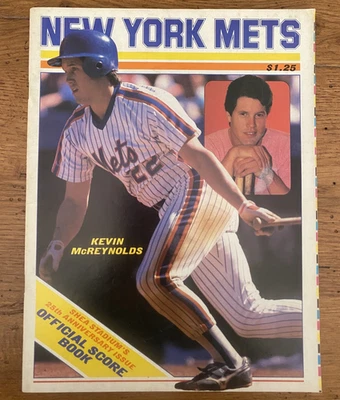 NEW YORK METS
$1.25
Mets
22
KEVIN
McREYNOLDS
SHEA STADIUM'S
25th ANNIVERSARY ISSUE
OFFICIAL SCORE
BOOK